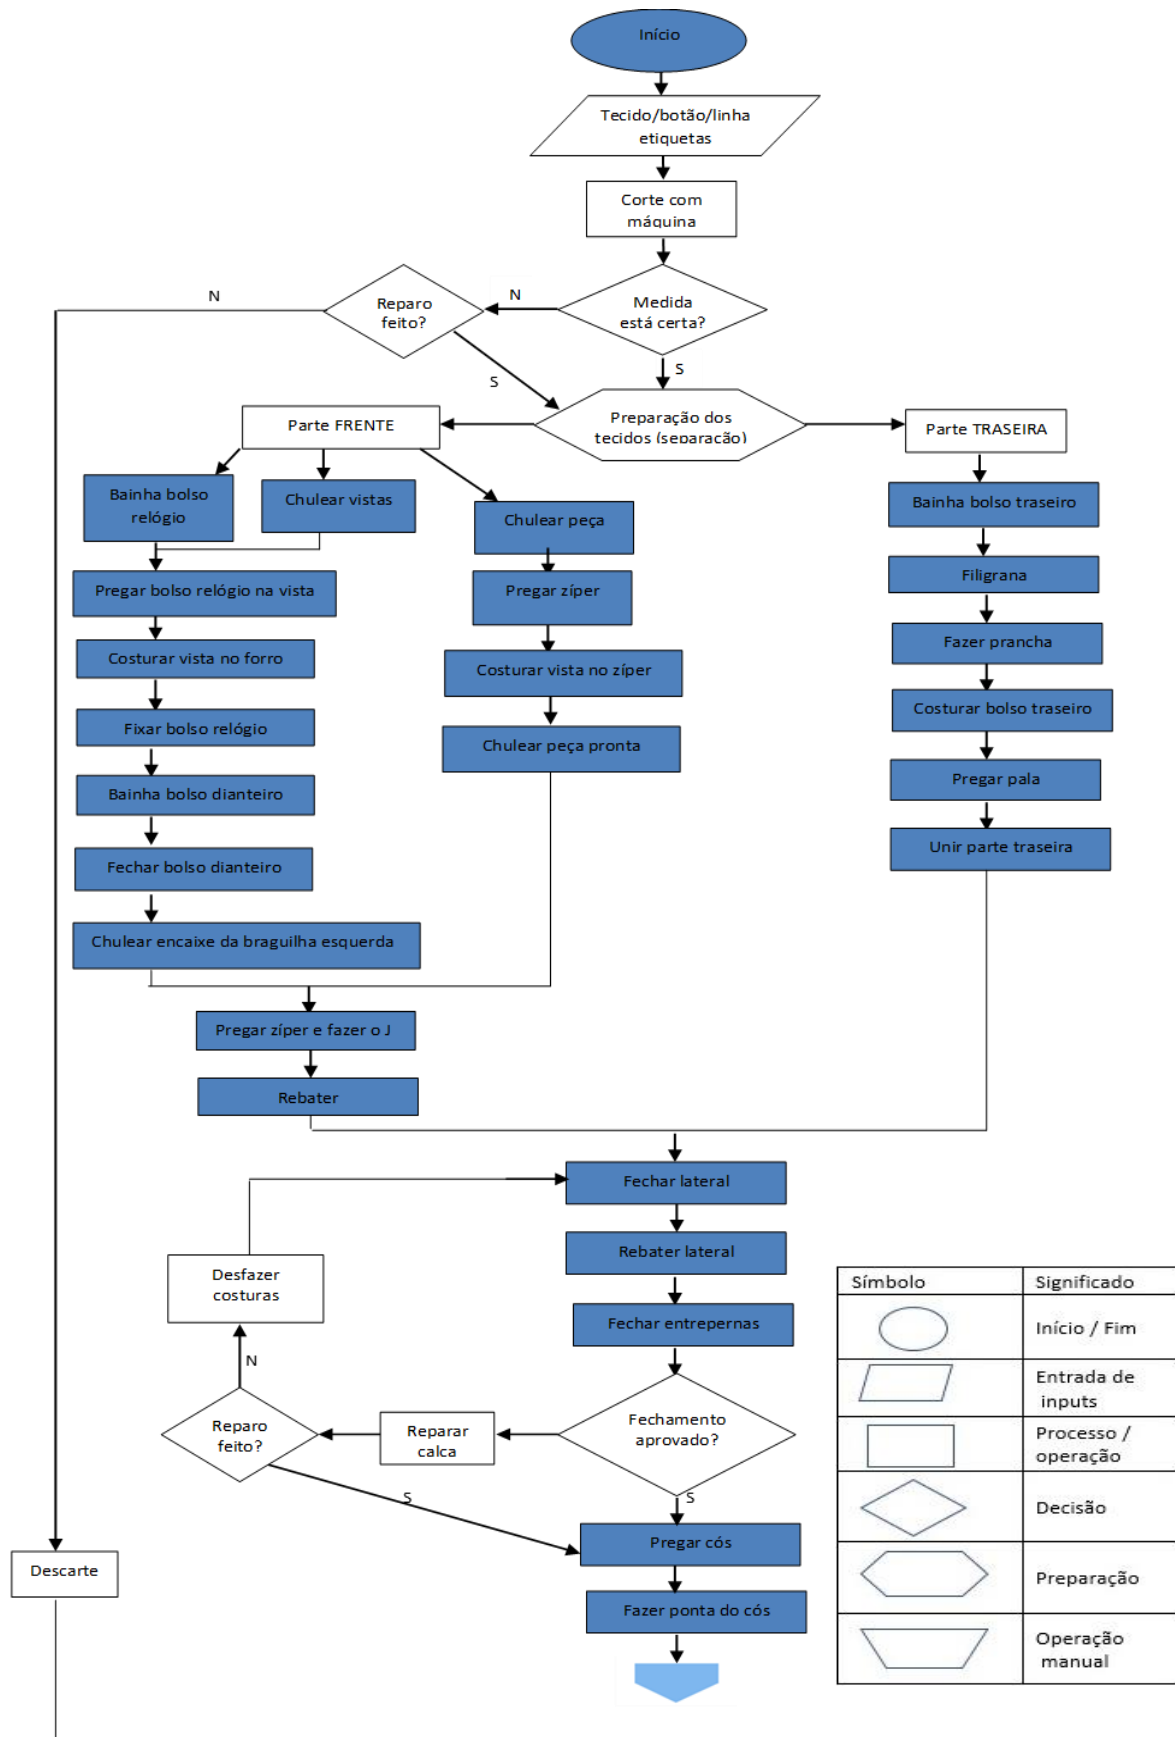 Início
Tecido/botão/linha
etiquetas
Corte com
máquina
Medida
está certa?
N
Reparo
feito?
N
S
S
Preparação dos
tecidos (separação)
Parte FRENTE
Parte TRASEIRA
Bainha bolso
relógio
Chulear vistas
Chulear peça
Bainha bolso traseiro
Pregar bolso relógio na vista
Pregar zíper
Filigrana
Costurar vista no forro
Costurar vista no zíper
Fazer prancha
Fixar bolso relógio
Chulear peça pronta
Costurar bolso traseiro
Bainha bolso dianteiro
Pregar pala
Fechar bolso dianteiro
Unir parte traseira
Chulear encaixe da braguilha esquerda
Pregar zíper e fazer o J
Rebater
Fechar lateral
Rebater lateral
Desfazer
costuras
Fechar entrepernas
N
Reparo
feito?
Reparar
calca
Fechamento
aprovado?
S
S
Pregar cós
Descarte
Fazer ponta do cós
Símbolo
Significado
Início / Fim
Entrada de
inputs
Processo /
operação
Decisão
Preparação
Operação
manual